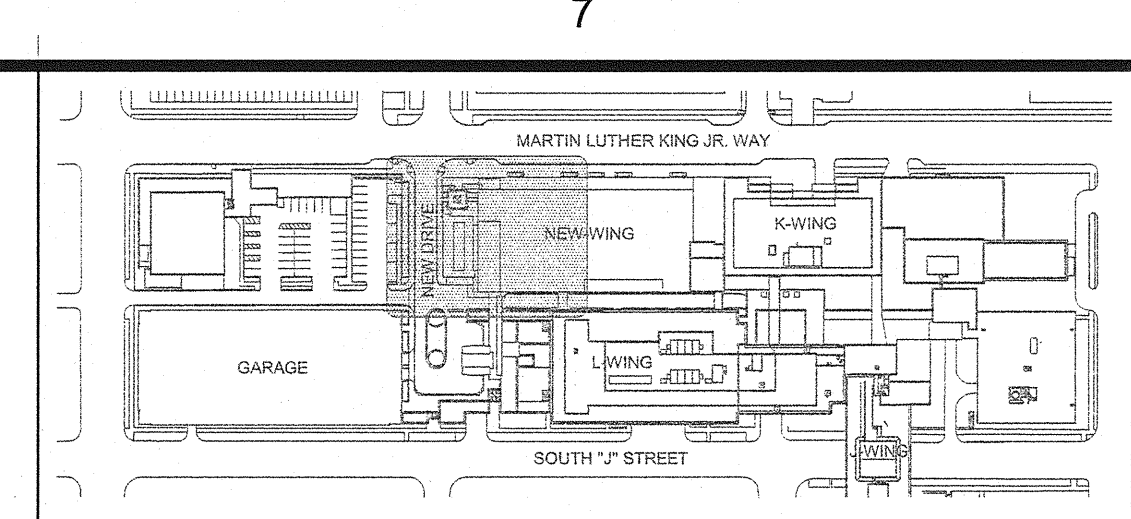 7
MARTIN LUTHER KING JR. WAY
NEW DRIVE
NEW WING
K-WING
GARAGE
L-WING
J-WING
SOUTH "J" STREET